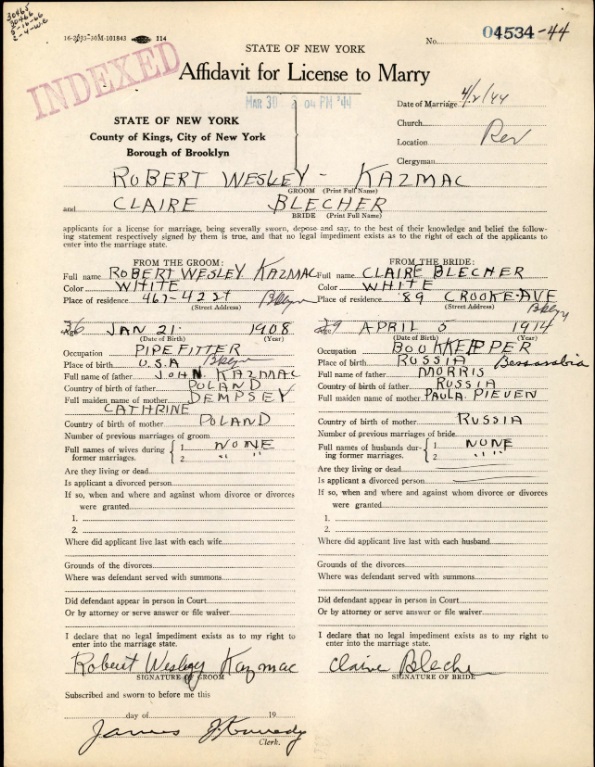 30465
30466
5-16-66
16-2033-50M-101843 114
No. 04534-44
INDEXED
STATE OF NEW YORK
Affidavit for License to Marry
MAR 30 2 04 PM '44
Date of Marriage 4/2/44
Church
Location Rev
Clergyman
STATE OF NEW YORK
County of Kings, City of New York
Borough of Brooklyn
ROBERT WESLEY - KAZMAC
GROOM (Print Full Name)
and CLAIRE BLECHER
BRIDE (Print Full Name)
applicants for a license for marriage, being severally sworn, depose and say, to the best of their knowledge and belief the follow-
ing statement respectively signed by them is true, and that no legal impediment exists as to the right of each of the applicants to
enter into the marriage state.
FROM THE GROOM:
Full name ROBERT WESLEY KAZMAC
Color WHITE
Place of residence 467-42 St Bklyn
(Street Address)
Age 36 JAN 21. 1908
(Date of Birth) (Year)
Occupation PIPE FITTER
Place of birth U.S.A Bklyn
Full name of father JOHN KAZMAC
Country of birth of father POLAND
Full maiden name of mother DEMPSEY
CATHRINE
Country of birth of mother POLAND
Number of previous marriages of groom
Full names of wives during former marriages. 1. NONE
2. " "
Are they living or dead
Is applicant a divorced person
If so, when and where and against whom divorce or divorces
were granted
1.
2.
Where did applicant live last with each wife
Grounds of the divorces
Where was defendant served with summons
Did defendant appear in person in Court
Or by attorney or serve answer or file waiver
I declare that no legal impediment exists as to my right to
enter into the marriage state.
Robert Wesley Kazmac
SIGNATURE OF GROOM
Subscribed and sworn to before me this
day of 19
James J. Kennedy
Clerk.
FROM THE BRIDE:
Full name CLAIRE BLECHER
Color WHITE
Place of residence 89 CROOKE-AVE
(Street Address) Bklyn
29 APRIL 5 1914
(Date of Birth) (Year)
Occupation BOOKKEEPER
Place of birth RUSSIA Bessarabia
Full name of father MORRIS
Country of birth of father RUSSIA
Full maiden name of mother PAULA PIEVEN
Country of birth of mother RUSSIA
Number of previous marriages of bride
Full names of husbands dur-
ing former marriages. 1. NONE
2. " "
Are they living or dead
Is applicant a divorced person
If so, when and where and against whom divorce or divorces
were granted
1.
2.
Where did applicant live last with each husband
Grounds of the divorces
Where was defendant served with summons
Did defendant appear in person in Court
Or by attorney or serve answer or file waiver
I declare that no legal impediment exists as to my right to
enter into the marriage state.
Claire Blecher
SIGNATURE OF BRIDE